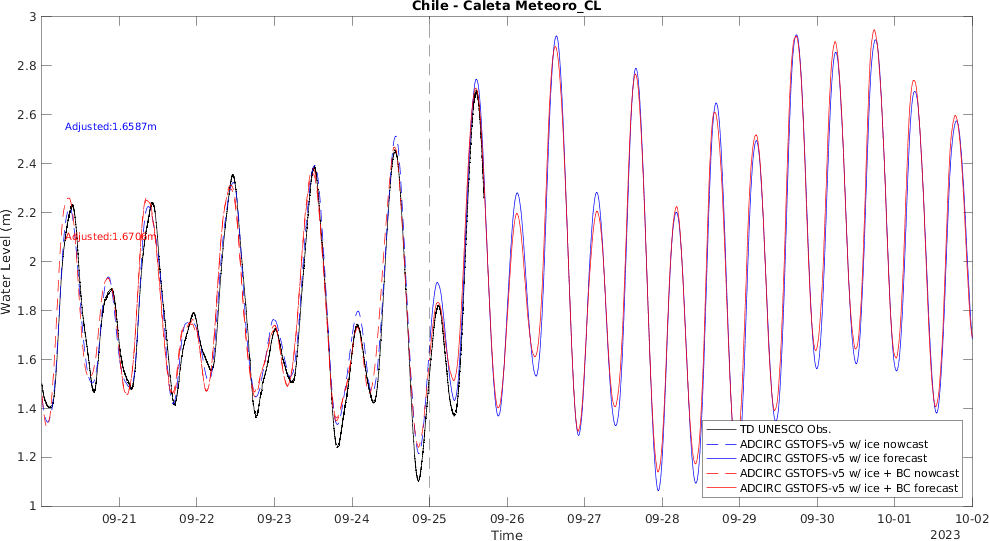 Chile - Caleta Meteoro_CL
3
2.8
2.6
2.4
2.2
2
1.8
1.6
1.4
1.2
1
Water Level (m)
Adjusted:1.6587m
TD UNESCO Obs.
ADCIRC GSTOFS-v5 w/ ice nowcast
ADCIRC GSTOFS-v5 w/ ice forecast
ADCIRC GSTOFS-v5 w/ ice + BC nowcast
ADCIRC GSTOFS-v5 w/ ice + BC forecast
09-21 09-22 09-23 09-24 09-25 09-26 09-27 09-28 09-29 09-30 10-01 10-02
Time
2023